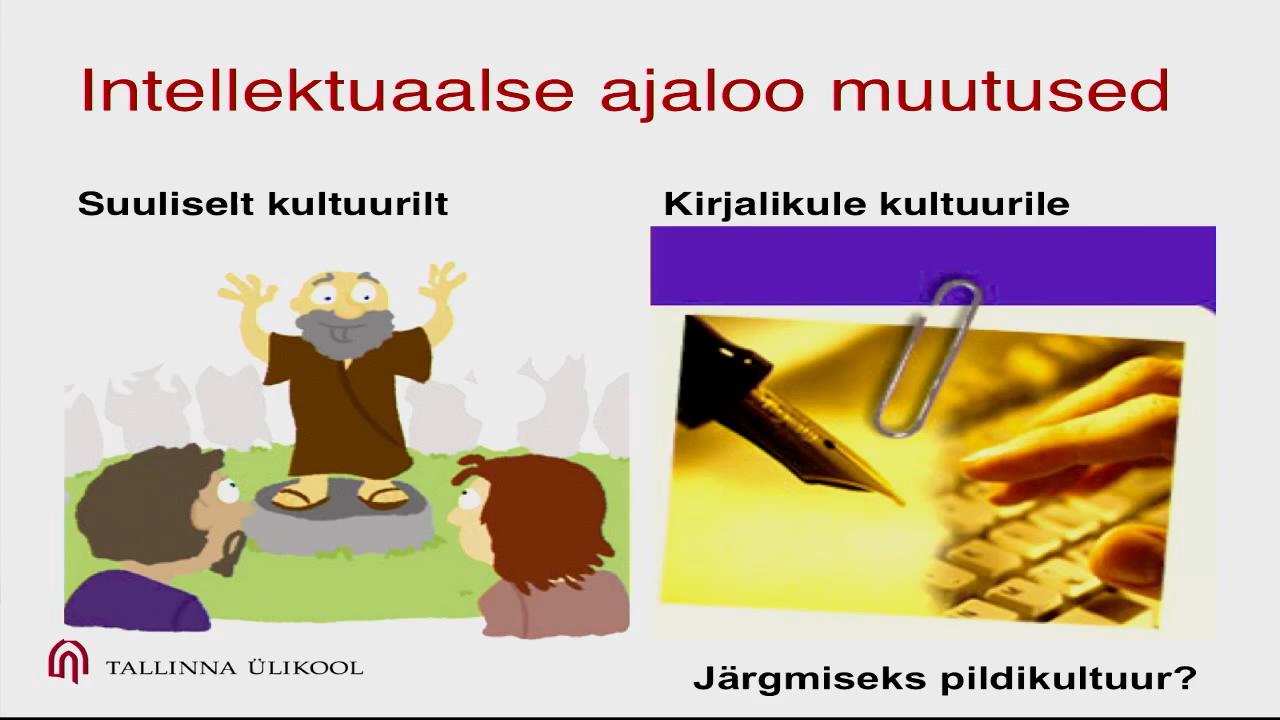 Intellektuaalse ajaloo muutused
Suuliselt kultuurilt
Kirjalikule kultuurile
TALLINNA ÜLIKOOL
Järgmiseks pildikultuur?